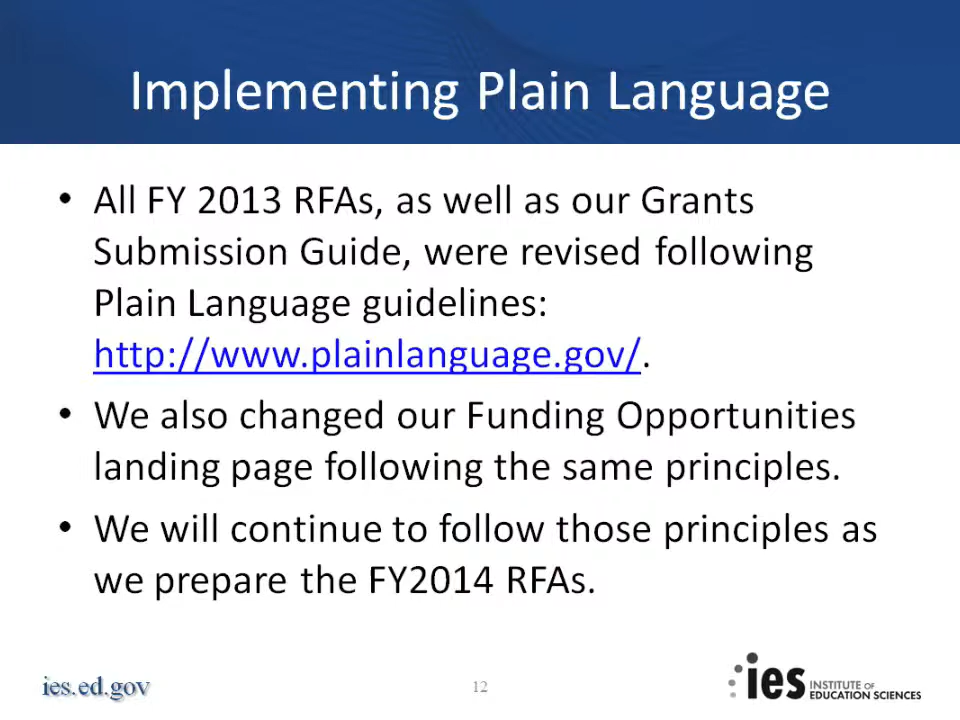 Implementing Plain Language
• All FY 2013 RFAs, as well as our Grants
Submission Guide, were revised following
Plain Language guidelines:
http://www.plainlanguage.gov/.
• We also changed our Funding Opportunities
landing page following the same principles.
• We will continue to follow those principles as
we prepare the FY2014 RFAs.
ies.ed.gov
12
ies INSTITUTE OF
EDUCATION SCIENCES